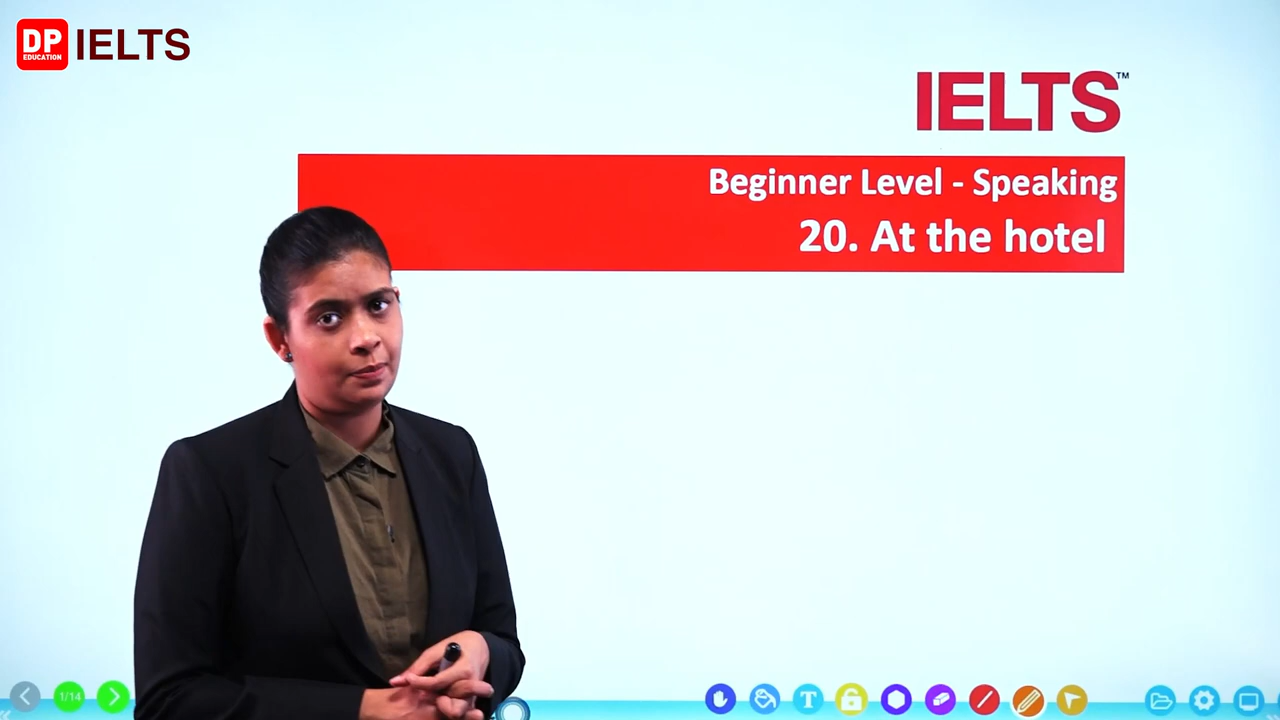 DP
EDUCATION
IELTS
IELTS™
Beginner Level - Speaking
20. At the hotel
1/14
T